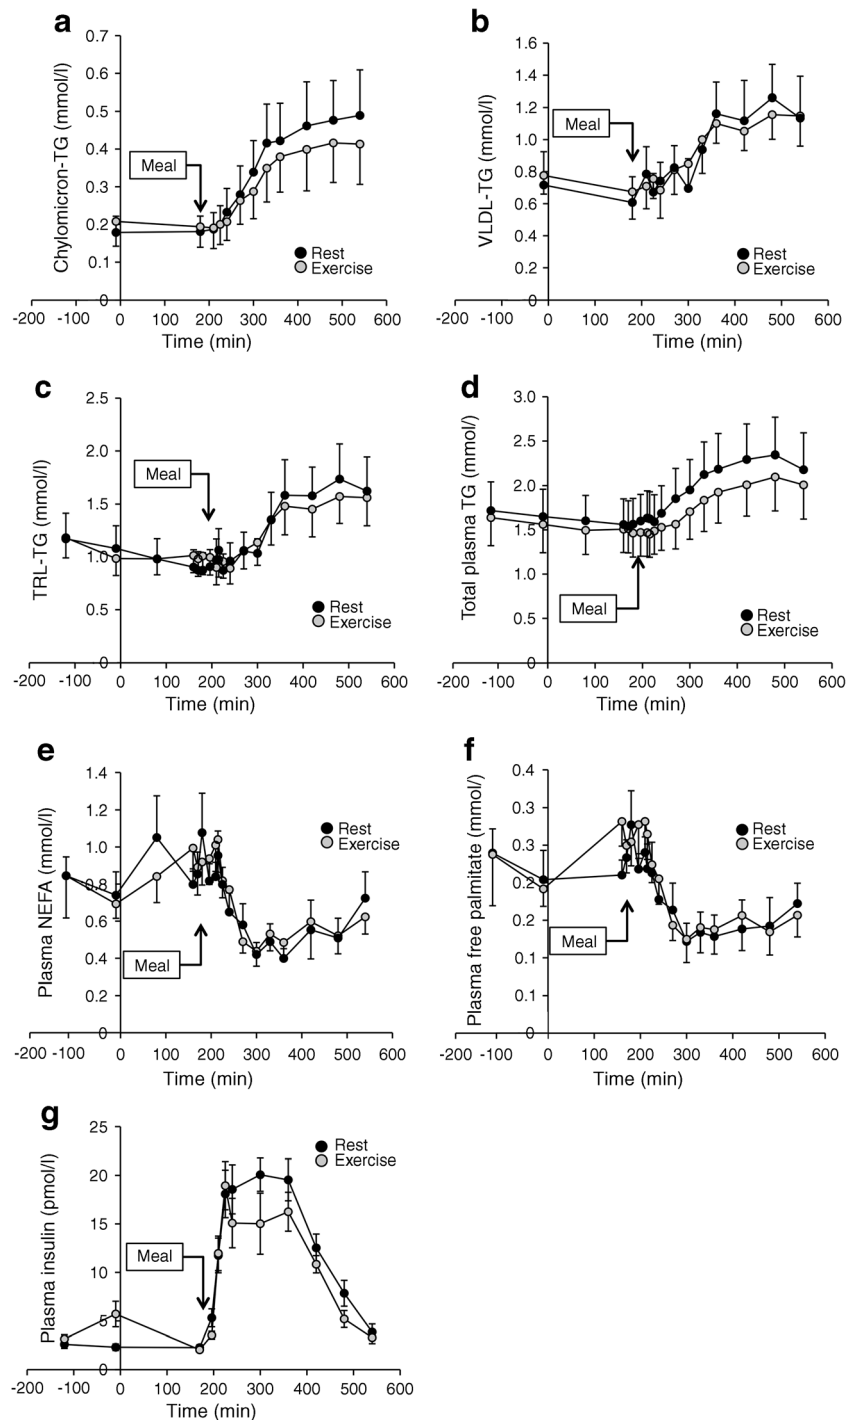 a
Chylomicron-TG (mmol/l)
0.7
0.6
0.5
0.4
0.3
0.2
0.1
0
Meal
Rest
Exercise
-200 -100 0 100 200 300 400 500 600
Time (min)
b
VLDL-TG (mmol/l)
1.6
1.4
1.2
1.0
0.8
0.6
0.4
0.2
0
Meal
Rest
Exercise
-200 -100 0 100 200 300 400 500 600
Time (min)
c
TRL-TG (mmol/l)
2.5
2.0
1.5
1.0
0.5
0
Meal
Rest
Exercise
-200 -100 0 100 200 300 400 500 600
Time (min)
d
Total plasma TG (mmol/)
3.0
2.5
2.0
1.5
1.0
0.5
0
Meal
Rest
Exercise
-200 -100 0 100 200 300 400 500 600
Time (min)
e
Plasma NEFA (mmol/l)
1.4
1.2
1.0
0.8
0.6
0.4
0.2
0
Meal
Rest
Exercise
-200 -100 0 100 200 300 400 500 600
Time (min)
f
Plasma free palmitate (mmol/)
0.4
0.3
0.3
0.2
0.2
0.1
0.1
0
Meal
Rest
Exercise
-200 -100 0 100 200 300 400 500 600
Time (min)
g
Plasma insulin (pmol/l)
25
20
15
10
5
0
Meal
Rest
Exercise
-200 -100 0 100 200 300 400 500 600
Time (min)